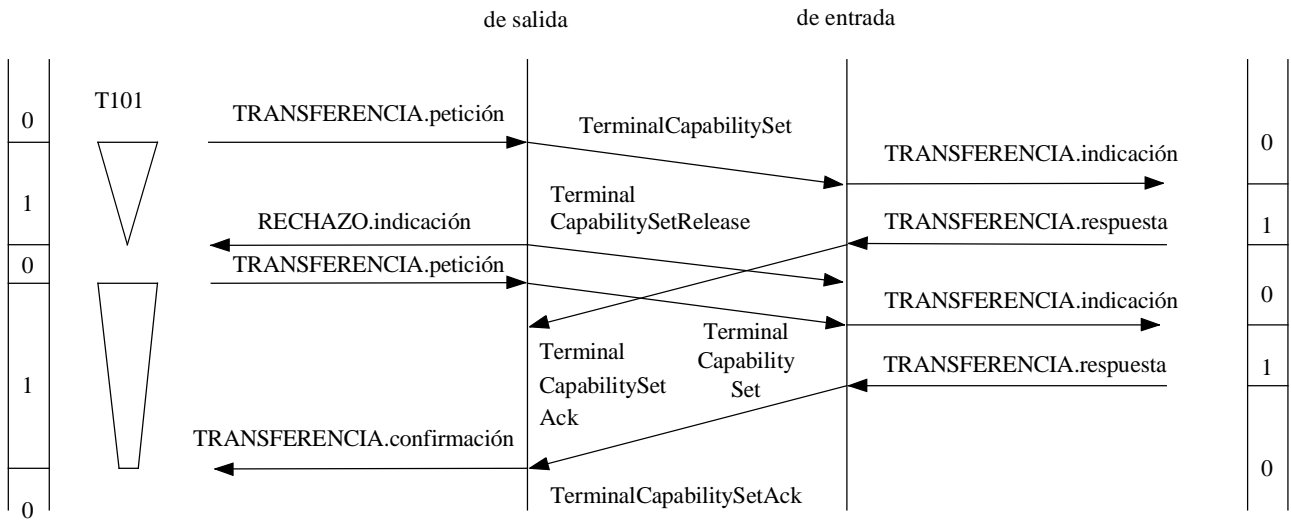 de salida
de entrada
T101
0
TRANSFERENCIA.petición
TerminalCapabilitySet
0
TRANSFERENCIA.indicación
1
Terminal
CapabilitySetRelease
RECHAZO.indicación
TRANSFERENCIA.respuesta
1
0
TRANSFERENCIA.petición
TRANSFERENCIA.indicación
0
Terminal
CapabilitySet
Ack
Terminal
Capability
Set
TRANSFERENCIA.respuesta
1
1
TRANSFERENCIA.confirmación
0
TerminalCapabilitySetAck
0